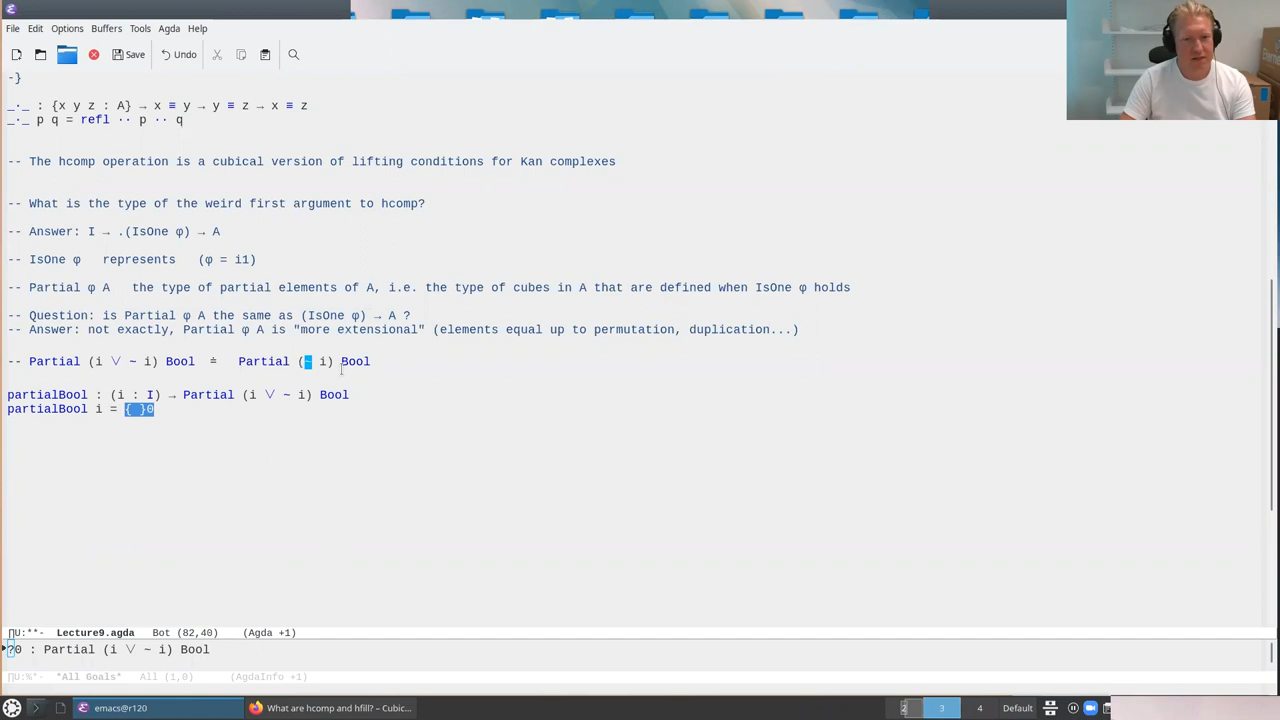 File Edit Options Buffers Tools Agda Help
Save Undo
-}
_∙_ : {x y z : A} → x ≡ y → y ≡ z → x ≡ z
_∙_ p q = refl ∙∙ p ∙∙ q
-- The hcomp operation is a cubical version of lifting conditions for Kan complexes
-- What is the type of the weird first argument to hcomp?
-- Answer: I → .(IsOne φ) → A
-- IsOne φ represents (φ = i1)
-- Partial φ A the type of partial elements of A, i.e. the type of cubes in A that are defined when IsOne φ holds
-- Question: is Partial φ A the same as (IsOne φ) → A ?
-- Answer: not exactly, Partial φ A is "more extensional" (elements equal up to permutation, duplication...)
-- Partial (i ∨ ~ i) Bool ≐ Partial (~ i) Bool
partialBool : (i : I) → Partial (i ∨ ~ i) Bool
partialBool i = { }0
∏U:**- Lecture9.agda Bot (82,40) (Agda +1)
?0 : Partial (i ∨ ~ i) Bool
∏U:%*- *All Goals* All (1,0) (AgdaInfo +1)
emacs@r120 What are hcomp and hfill? – Cubic... 2 3 4 Default